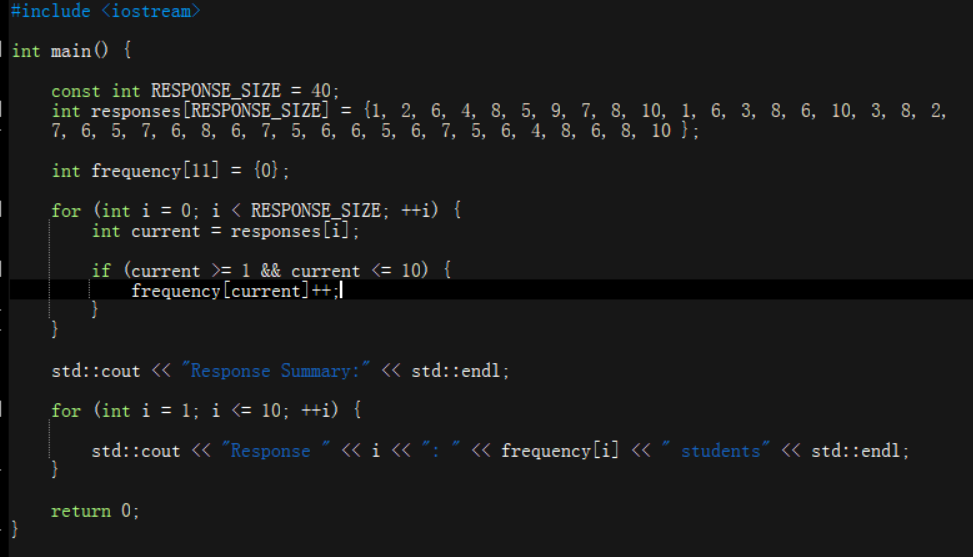 #include <iostream>
int main() {
const int RESPONSE_SIZE = 40;
int responses[RESPONSE_SIZE] = {1, 2, 6, 4, 8, 5, 9, 7, 8, 10, 1, 6, 3, 8, 6, 10, 3, 8, 2,
7, 6, 5, 7, 6, 8, 6, 7, 5, 6, 6, 5, 6, 7, 5, 6, 4, 8, 6, 8, 10 };
int frequency[11] = {0};
for (int i = 0; i < RESPONSE_SIZE; ++i) {
int current = responses[i];
if (current >= 1 && current <= 10) {
frequency[current]++;
}
}
std::cout << "Response Summary:" << std::endl;
for (int i = 1; i <= 10; ++i) {
std::cout << "Response " << i << ": " << frequency[i] << " students" << std::endl;
}
return 0;
}